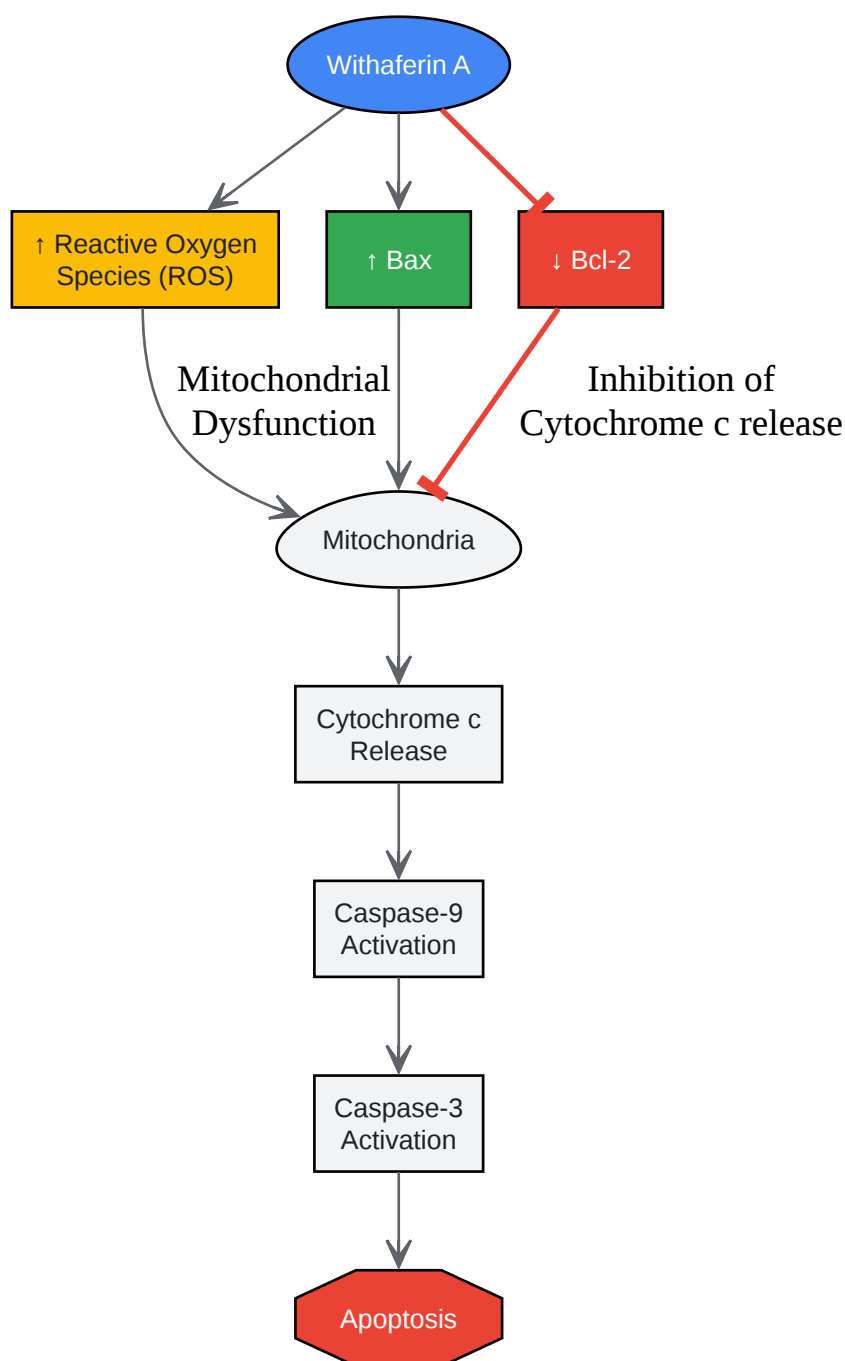 Withaferin A
↑ Reactive Oxygen
Species (ROS)
↑ Bax
↓ Bcl-2
Mitochondrial
Dysfunction
Inhibition of
Cytochrome c release
Mitochondria
Cytochrome c
Release
Caspase-9
Activation
Caspase-3
Activation
Apoptosis